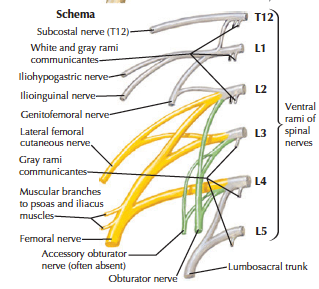 Schema
Subcostal nerve (T12)
White and gray rami
communicantes
Iliohypogastric nerve
Ilioinguinal nerve
Genitofemoral nerve
Lateral femoral
cutaneous nerve
Gray rami
communicantes
Muscular branches
to psoas and iliacus
muscles
Femoral nerve
Accessory obturator
nerve (often absent)
Obturator nerve
Lumbosacral trunk
T12
L1
L2
L3
L4
L5
Ventral
rami of
spinal
nerves